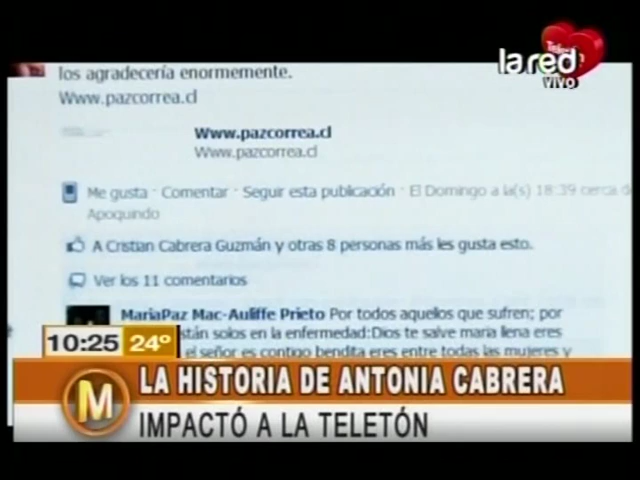 los agradecería enormemente.
Www.pazcorrea.cl
Www.pazcorrea.cl
Www.pazcorrea.cl
Me gusta · Comentar · Seguir esta publicación · El Domingo a la(s) 18:39 cerca de
Apoquindo
A Cristian Cabrera Guzmán y otras 8 personas más les gusta esto.
Ver los 11 comentarios
MariaPaz Mac-Auliffe Prieto Por todos aquellos que sufren; por
están solos en la enfermedad:Dios te salve maria llena eres
el señor es contigo bendita eres entre todas las mujeres y
la red
VIVO
10:25 24°
M
LA HISTORIA DE ANTONIA CABRERA
IMPACTÓ A LA TELETÓN